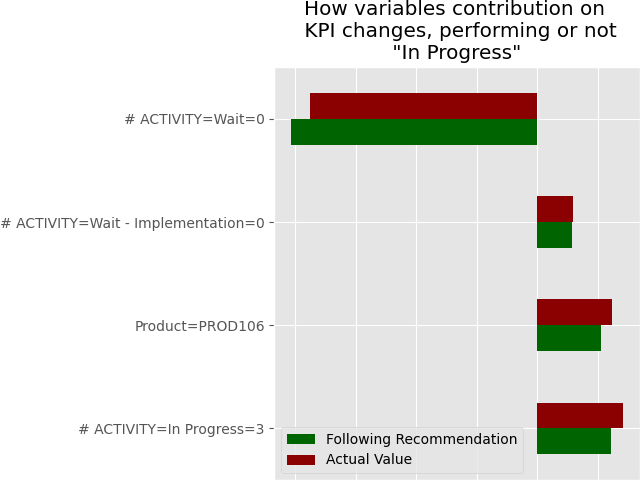 How variables contribution on
KPI changes, performing or not
"In Progress"
# ACTIVITY=Wait=0
# ACTIVITY=Wait - Implementation=0
Product=PROD106
# ACTIVITY=In Progress=3
Following Recommendation
Actual Value